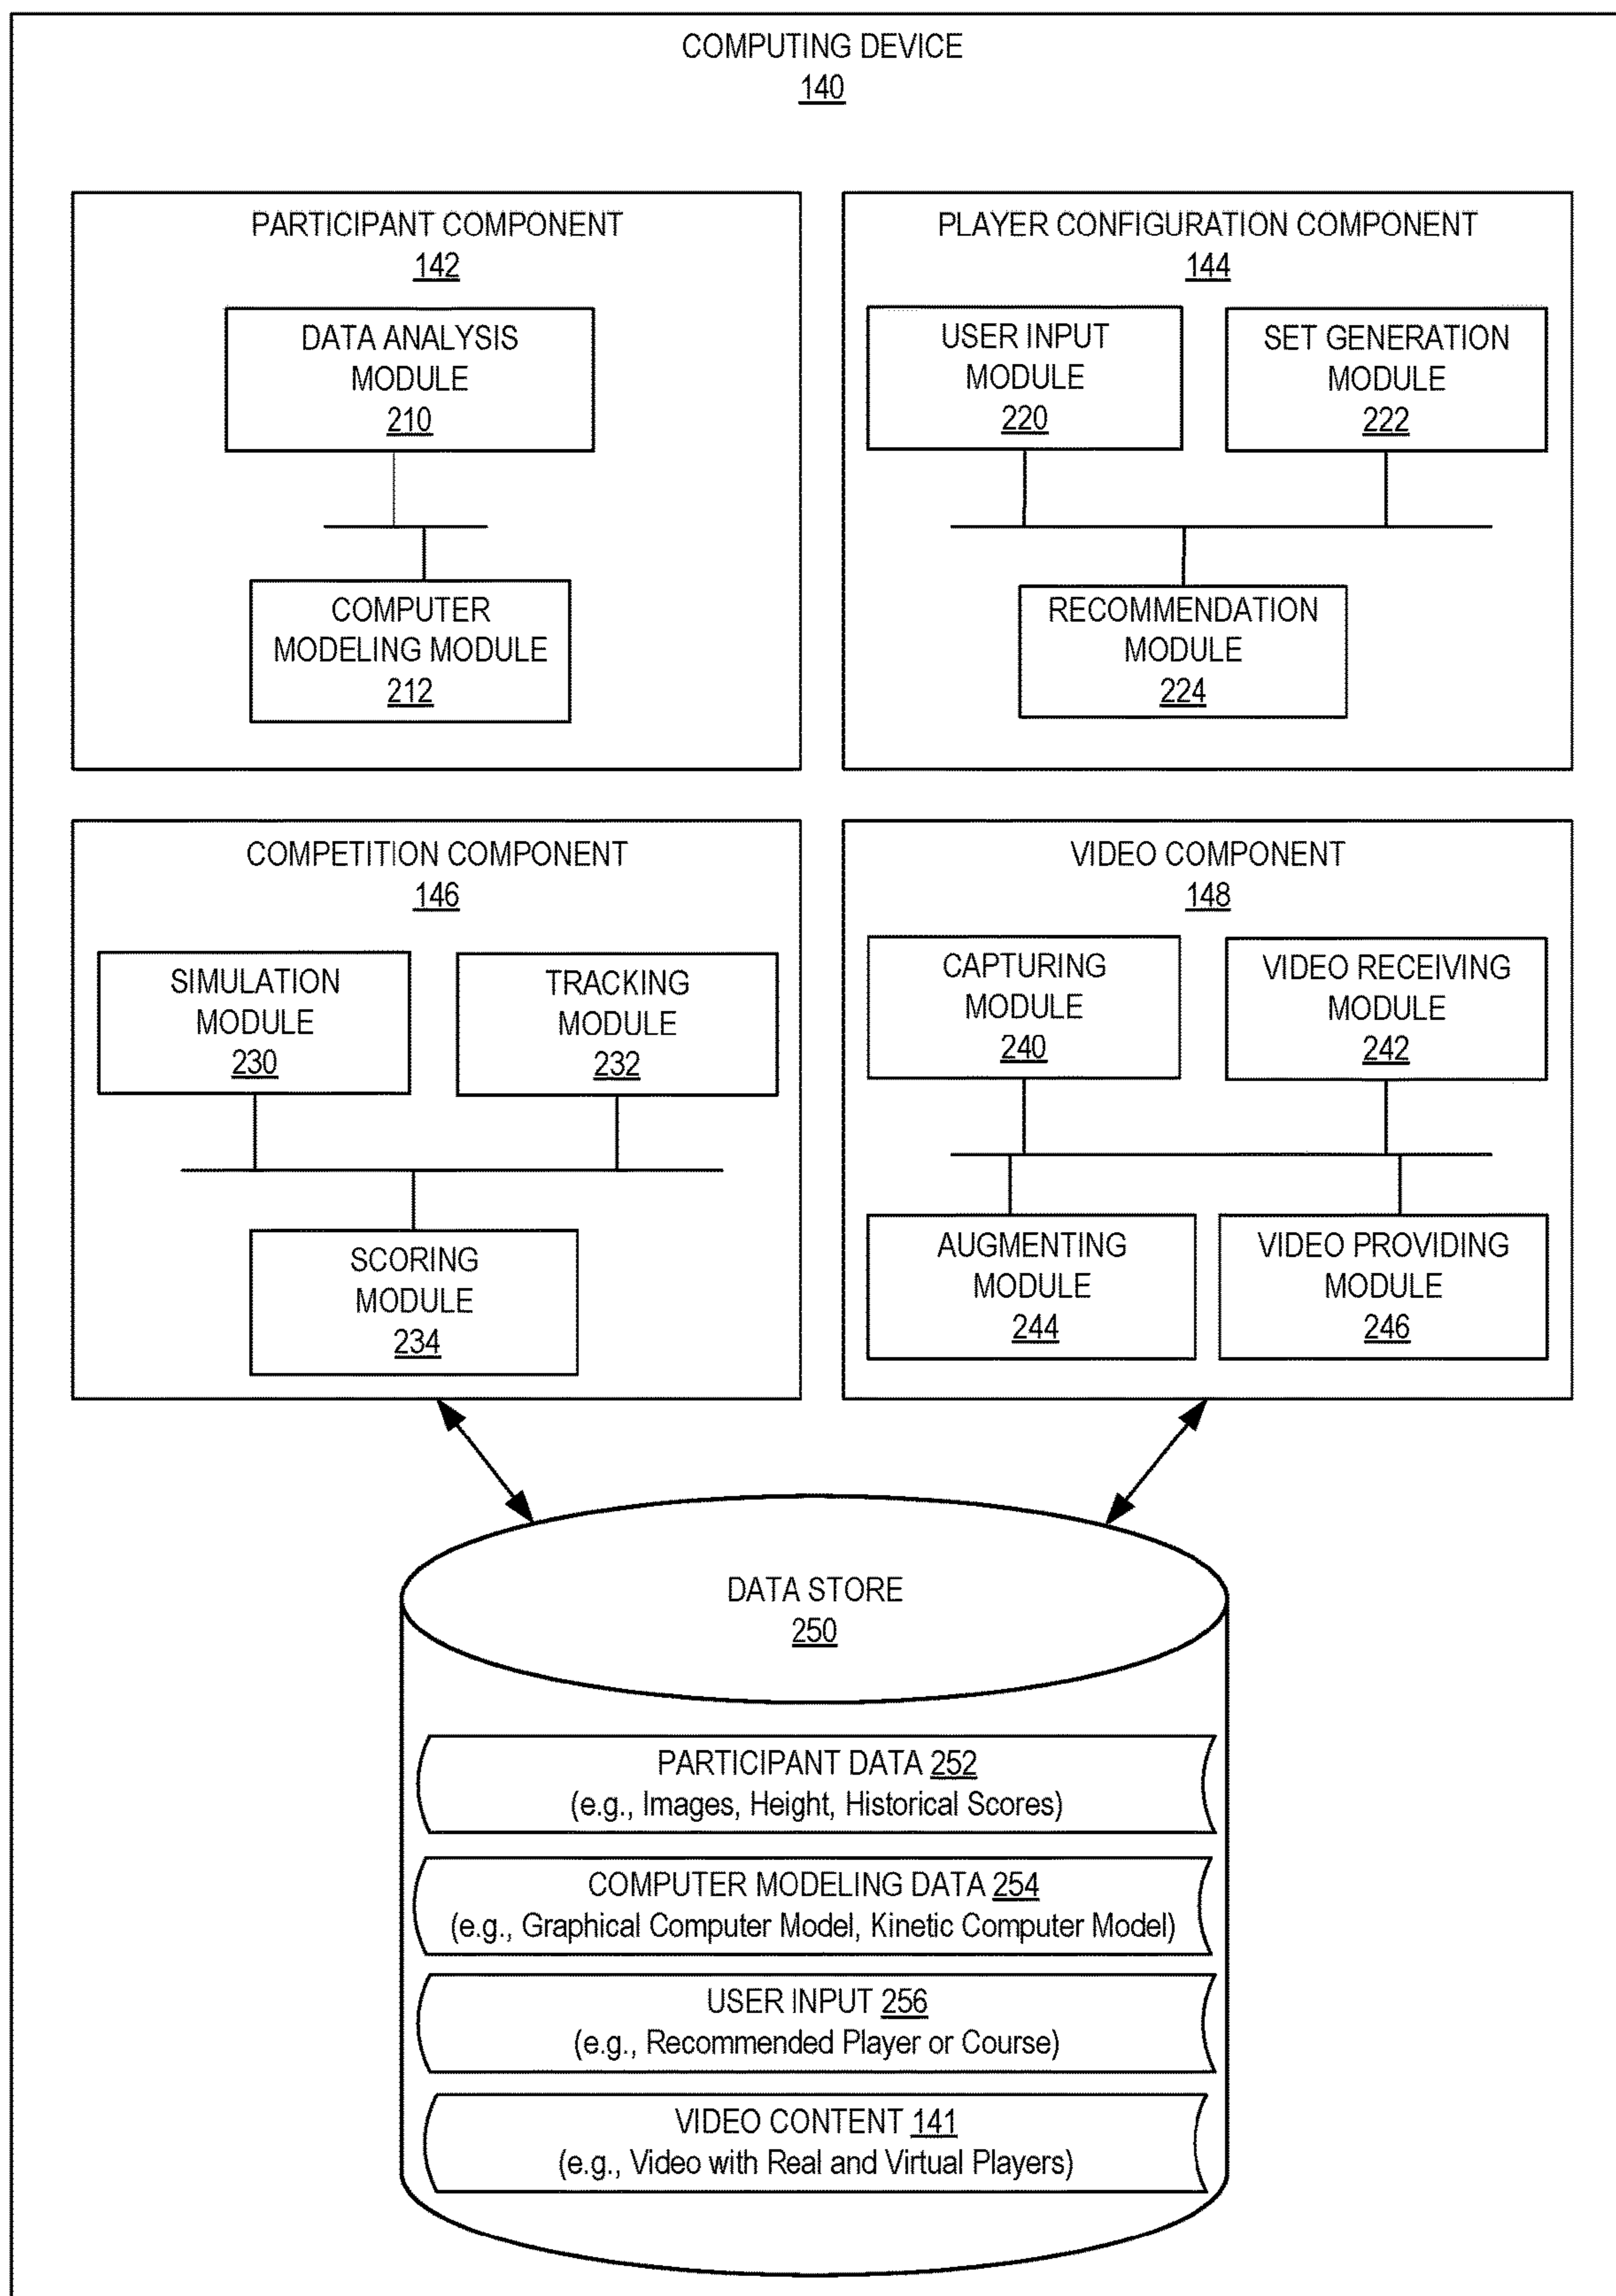 COMPUTING DEVICE
140
PARTICIPANT COMPONENT
142
DATA ANALYSIS
MODULE
210
COMPUTER
MODELING MODULE
212
PLAYER CONFIGURATION COMPONENT
144
USER INPUT
MODULE
220
SET GENERATION
MODULE
222
RECOMMENDATION
MODULE
224
COMPETITION COMPONENT
146
SIMULATION
MODULE
230
TRACKING
MODULE
232
SCORING
MODULE
234
VIDEO COMPONENT
148
CAPTURING
MODULE
240
VIDEO RECEIVING
MODULE
242
AUGMENTING
MODULE
244
VIDEO PROVIDING
MODULE
246
DATA STORE
250
PARTICIPANT DATA 252
(e.g., Images, Height, Historical Scores)
COMPUTER MODELING DATA 254
(e.g., Graphical Computer Model, Kinetic Computer Model)
USER INPUT 256
(e.g., Recommended Player or Course)
VIDEO CONTENT 141
(e.g., Video with Real and Virtual Players)